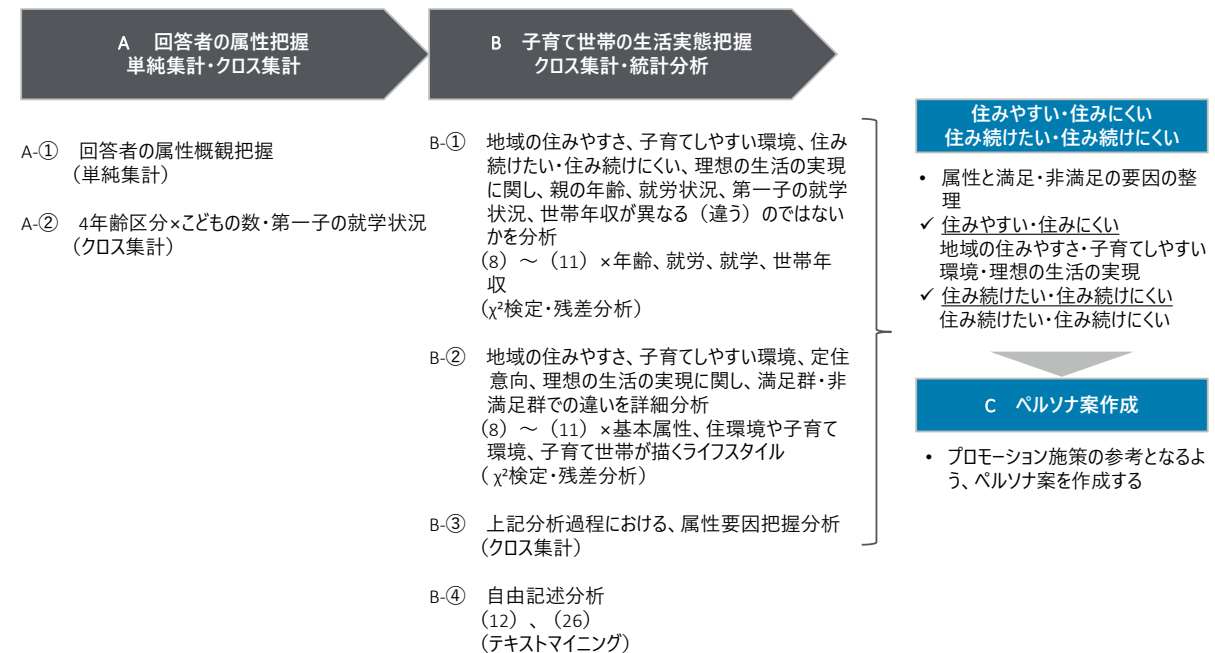 A 回答者の属性把握
単純集計・クロス集計
A-① 回答者の属性概観把握
(単純集計)
A-② 4年齢区分×こどもの数・第一子の就学状況
(クロス集計)
B 子育て世帯の生活実態把握
クロス集計・統計分析
B-① 地域の住みやすさ、子育てしやすい環境、住み
続けたい・住み続けにくい、理想の生活の実現
に関し、親の年齢、就労状況、第一子の就学
状況、世帯年収が異なる（違う）のではない
かを分析
（8）～（11）×年齢、就労、就学、世帯年
収
(χ²検定・残差分析）
B-② 地域の住みやすさ、子育てしやすい環境、定住
意向、理想の生活の実現に関し、満足群・非
満足群での違いを詳細分析
（8）～（11）×基本属性、住環境や子育て
環境、子育て世帯が描くライフスタイル
( χ²検定・残差分析）
B-③ 上記分析過程における、属性要因把握分析
(クロス集計）
B-④ 自由記述分析
（12）、（26）
(テキストマイニング）
住みやすい・住みにくい
住み続けたい・住み続けにくい
• 属性と満足・非満足の要因の整
理
✓ 住みやすい・住みにくい
地域の住みやすさ・子育てしやすい
環境・理想の生活の実現
✓ 住み続けたい・住み続けにくい
住み続けたい・住み続けにくい
C ペルソナ案作成
• プロモーション施策の参考となるよ
う、ペルソナ案を作成する